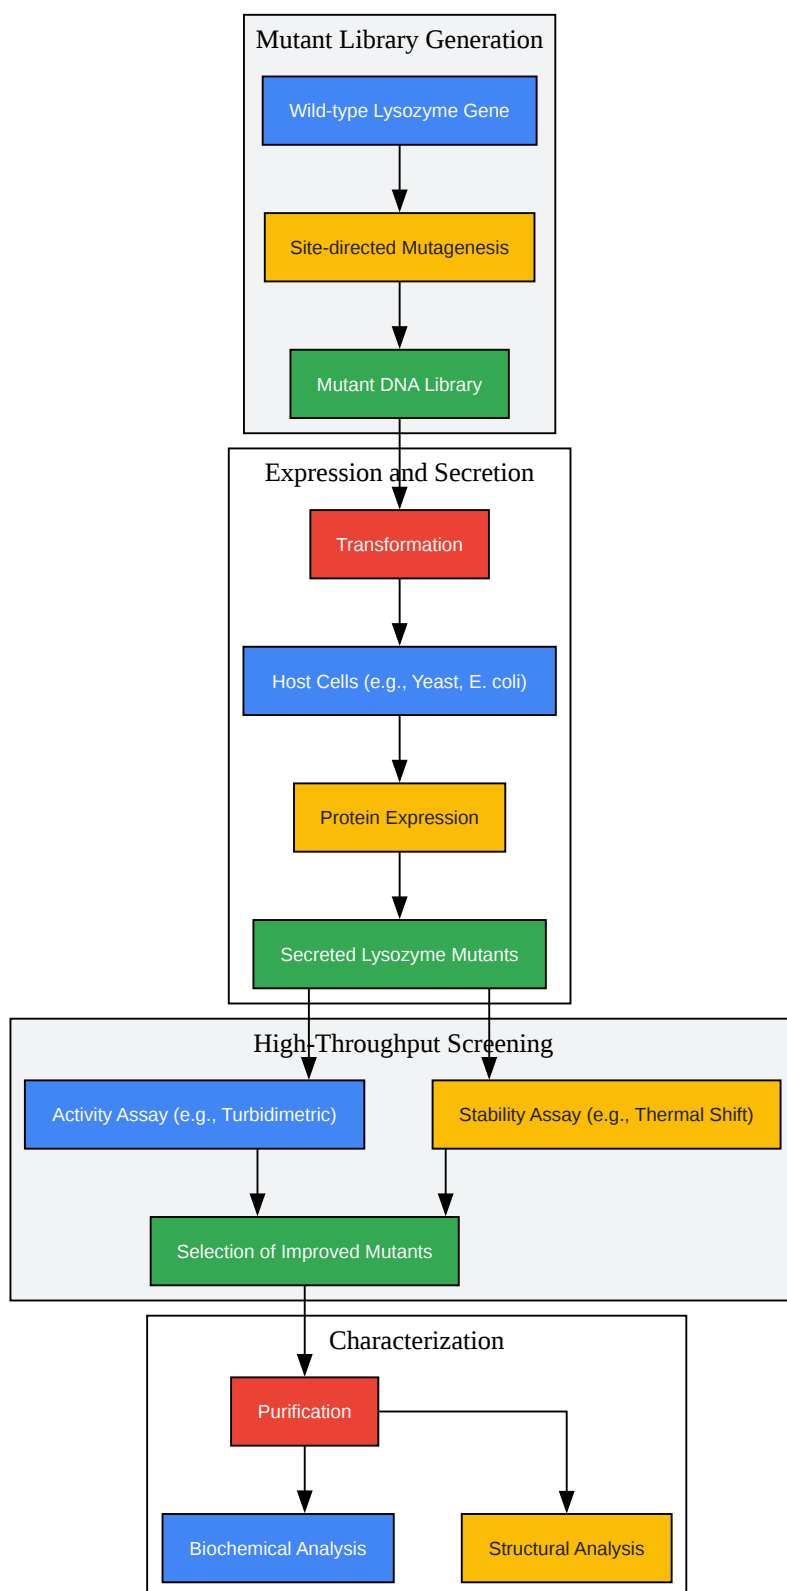 Mutant Library Generation
Wild-type Lysozyme Gene
Site-directed Mutagenesis
Mutant DNA Library
Expression and Secretion
Transformation
Host Cells (e.g., Yeast, E. coli)
Protein Expression
Secreted Lysozyme Mutants
High-Throughput Screening
Activity Assay (e.g., Turbidimetric)
Stability Assay (e.g., Thermal Shift)
Selection of Improved Mutants
Characterization
Purification
Biochemical Analysis
Structural Analysis